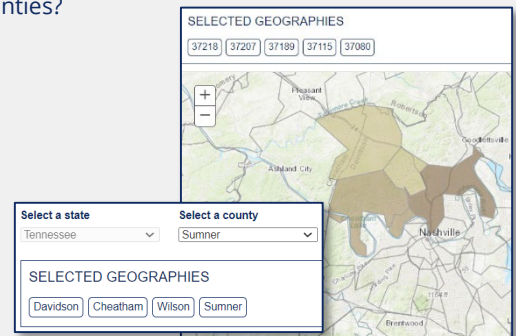 nties?
SELECTED GEOGRAPHIES
37218 37207 37189 37115 37080
+
−
Pleasant
View
Robertson
Goodlettsville
Ashland City
Nashville
Brentwood
Select a state
Select a county
Tennessee
Sumner
SELECTED GEOGRAPHIES
Davidson Cheatham Wilson Sumner